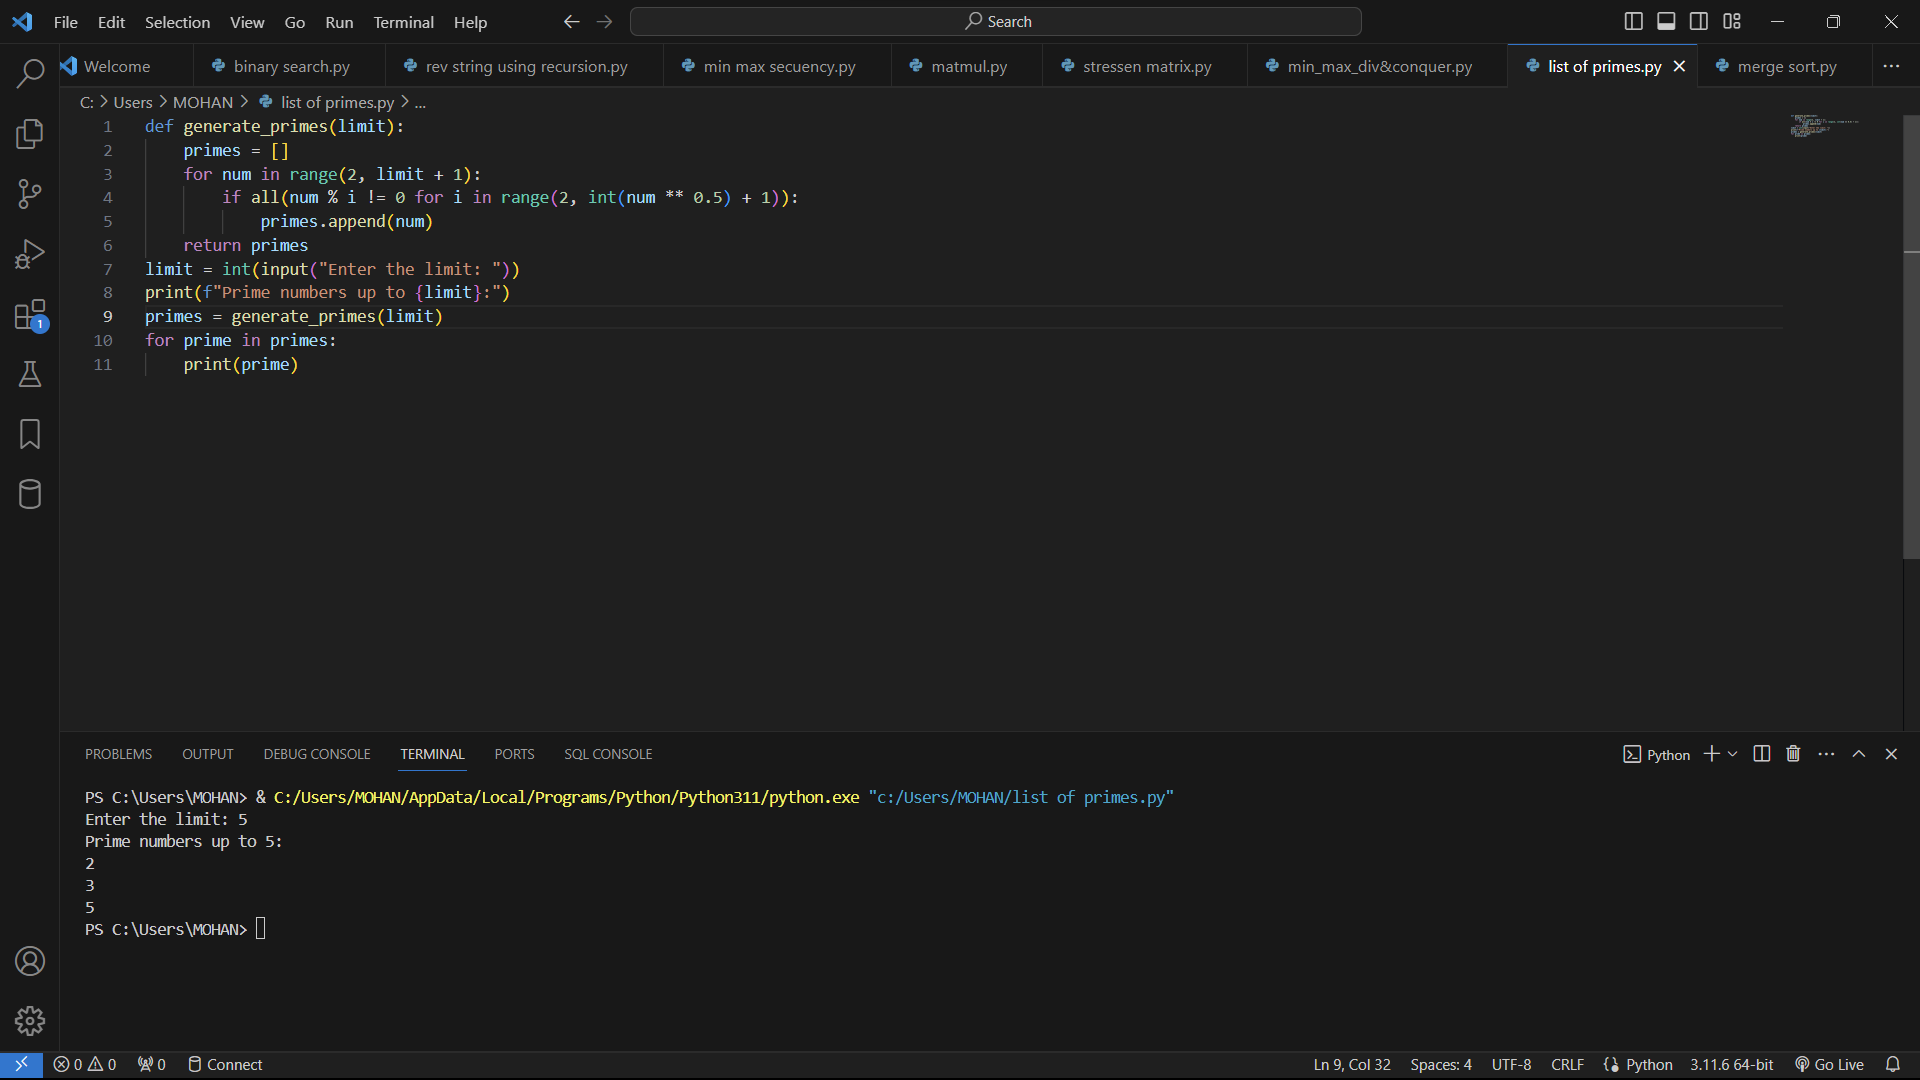 File Edit Selection View Go Run Terminal Help Search
Welcome binary search.py rev string using recursion.py min max secuency.py matmul.py stressen matrix.py min_max_div&conquer.py list of primes.py merge sort.py
C: > Users > MOHAN > list of primes.py > ...
1 def generate_primes(limit):
2 primes = []
3 for num in range(2, limit + 1):
4 if all(num % i != 0 for i in range(2, int(num ** 0.5) + 1)):
5 primes.append(num)
6 return primes
7 limit = int(input("Enter the limit: "))
8 print(f"Prime numbers up to {limit}:")
9 primes = generate_primes(limit)
10 for prime in primes:
11 print(prime)
1
PROBLEMS OUTPUT DEBUG CONSOLE TERMINAL PORTS SQL CONSOLE Python
PS C:\Users\MOHAN> & C:/Users/MOHAN/AppData/Local/Programs/Python/Python311/python.exe "c:/Users/MOHAN/list of primes.py"
Enter the limit: 5
Prime numbers up to 5:
2
3
5
PS C:\Users\MOHAN>
0 0 0 Connect Ln 9, Col 32 Spaces: 4 UTF-8 CRLF Python 3.11.6 64-bit Go Live